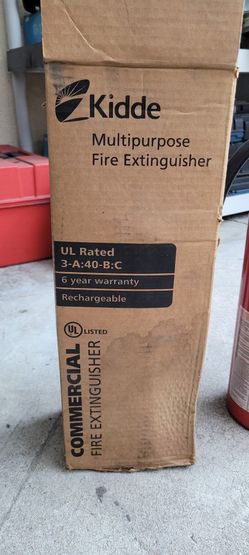 Kidde
Multipurpose
Fire Extinguisher
UL Rated
3-A:40-B:C
6 year warranty
Rechargeable
UL LISTED
COMMERCIAL
FIRE EXTINGUISHER